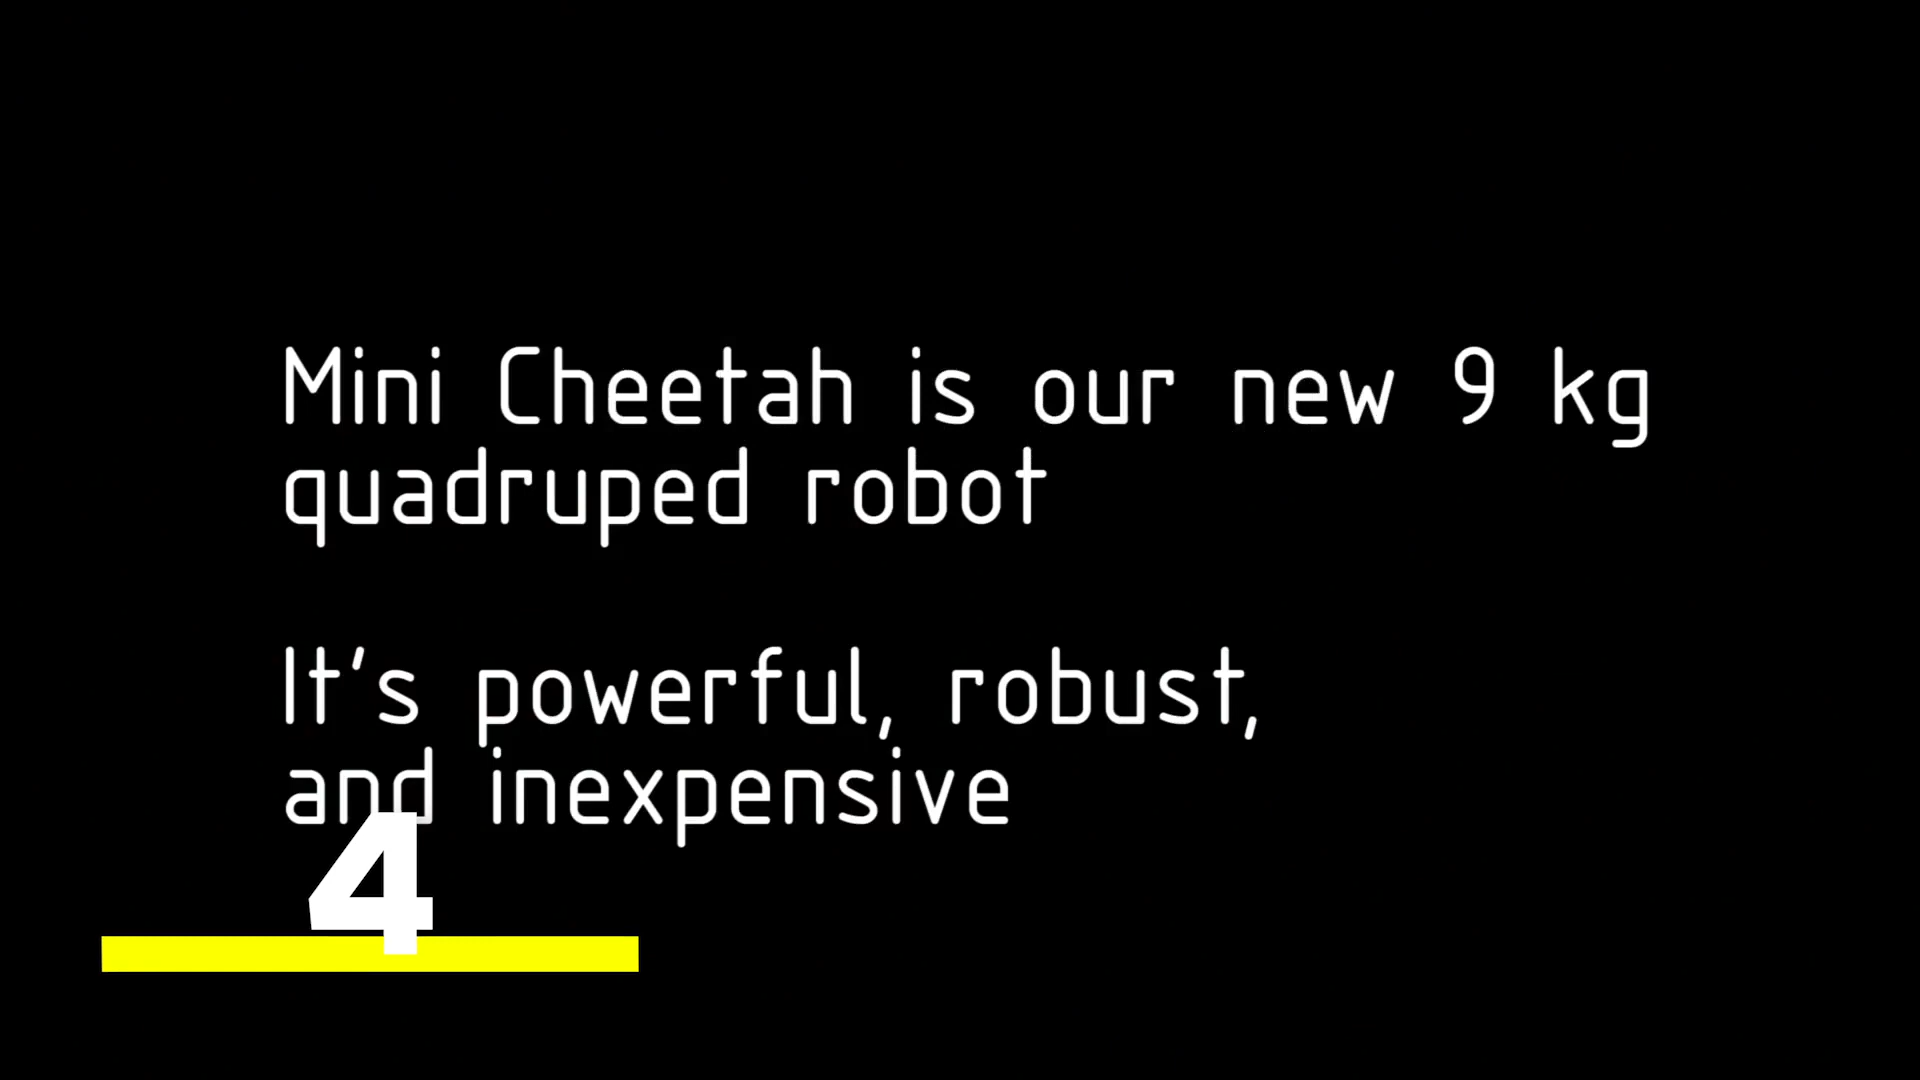 Mini Cheetah is our new 9 kg
quadruped robot
It's powerful, robust,
and inexpensive
4